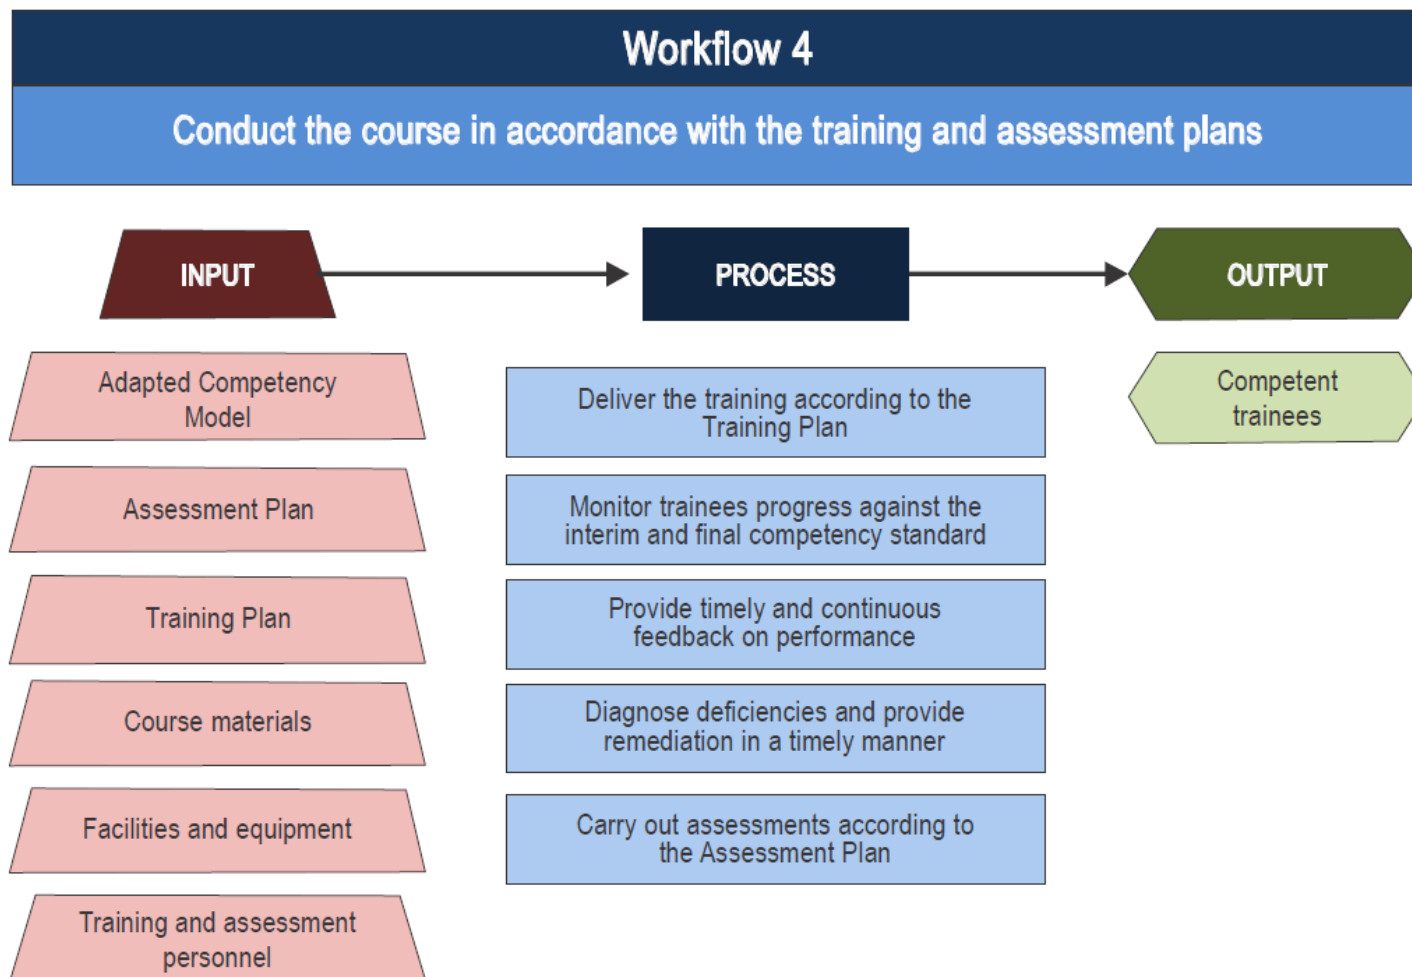 Workflow 4
Conduct the course in accordance with the training and assessment plans
INPUT
PROCESS
OUTPUT
Adapted Competency
Model
Assessment Plan
Training Plan
Course materials
Facilities and equipment
Training and assessment
personnel
Deliver the training according to the
Training Plan
Monitor trainees progress against the
interim and final competency standard
Provide timely and continuous
feedback on performance
Diagnose deficiencies and provide
remediation in a timely manner
Carry out assessments according to
the Assessment Plan
Competent
trainees